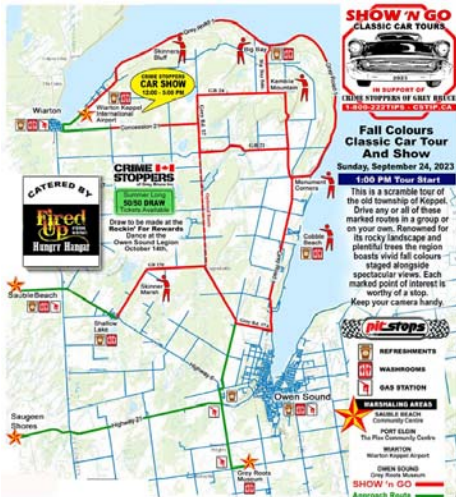 SHOW 'N GO
CLASSIC CAR TOURS
2023
IN SUPPORT OF
CRIME STOPPERS OF GREY BRUCE
1-800-222TIPS - CSTIP.CA
Fall Colours
Classic Car Tour
And Show
Sunday, September 24, 2023
1:00 PM Tour Start
This is a scramble tour of
the old township of Keppel.
Drive any or all of these
marked routes in a group or
on your own. Renowned for
its rocky landscape and
plentiful trees the region
boasts vivid fall colours
staged alongside
spectacular views. Each
marked point of interest is
worthy of a stop.
Keep your camera handy.
pit stops
REFRESHMENTS
WASHROOMS
GAS STATION
WARSHALING AREAS
SAUBLE BEACH
Community Centre
PORT ELGIN
The Plex Community Centre
WIARTON
Wiarton Keppel Airport
OWEN SOUND
Grey Roots Museum
SHOW 'n GO
Approach Route
Skinners
Bluff
Big Bay
Kemble
Mountain
CRIME STOPPERS
CAR SHOW
12:00 - 5:00 PM
Wiarton
Wiarton Keppel
International
Airport
Concession 21
Monument
Corners
Cobble
Beach
CATERED BY
Fired Up
Hungry Hangar
CRIME
STOPPERS
Summer Long
50/50 DRAW
Tickets Available
Draw to be made at the
Rockin' For Rewards
Dance at the
Owen Sound Legion
October 14th.
Sauble Beach
Skinner
Marsh
Shallow
Lake
Owen Sound
Saugeen
Shores
Highway 21
Grey Roots
Museum